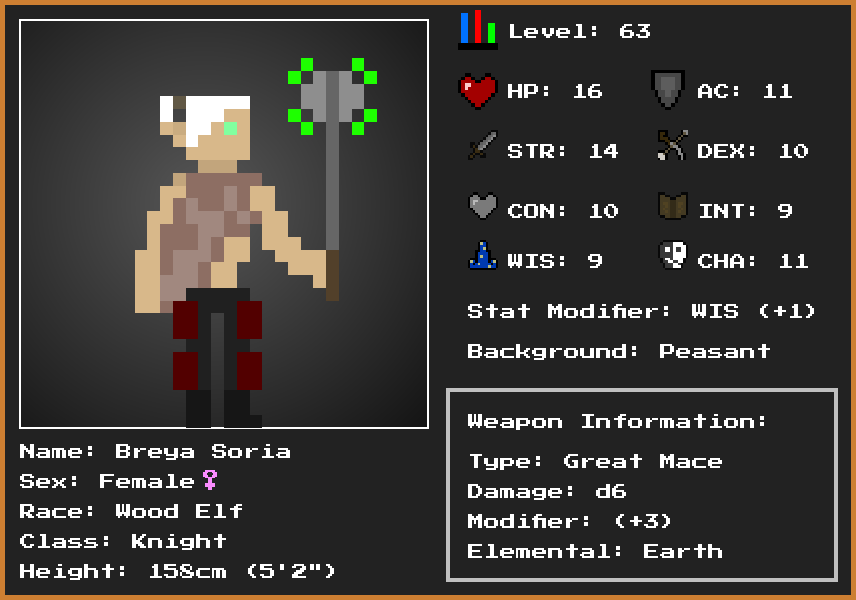 Level: 63
HP: 16 AC: 11
STR: 14 DEX: 10
CON: 10 INT: 9
WIS: 9 CHA: 11
Stat Modifier: WIS (+1)
Background: Peasant
Weapon Information:
Type: Great Mace
Damage: d6
Modifier: (+3)
Elemental: Earth
Name: Breya Soria
Sex: Female♀
Race: Wood Elf
Class: Knight
Height: 158cm (5'2")